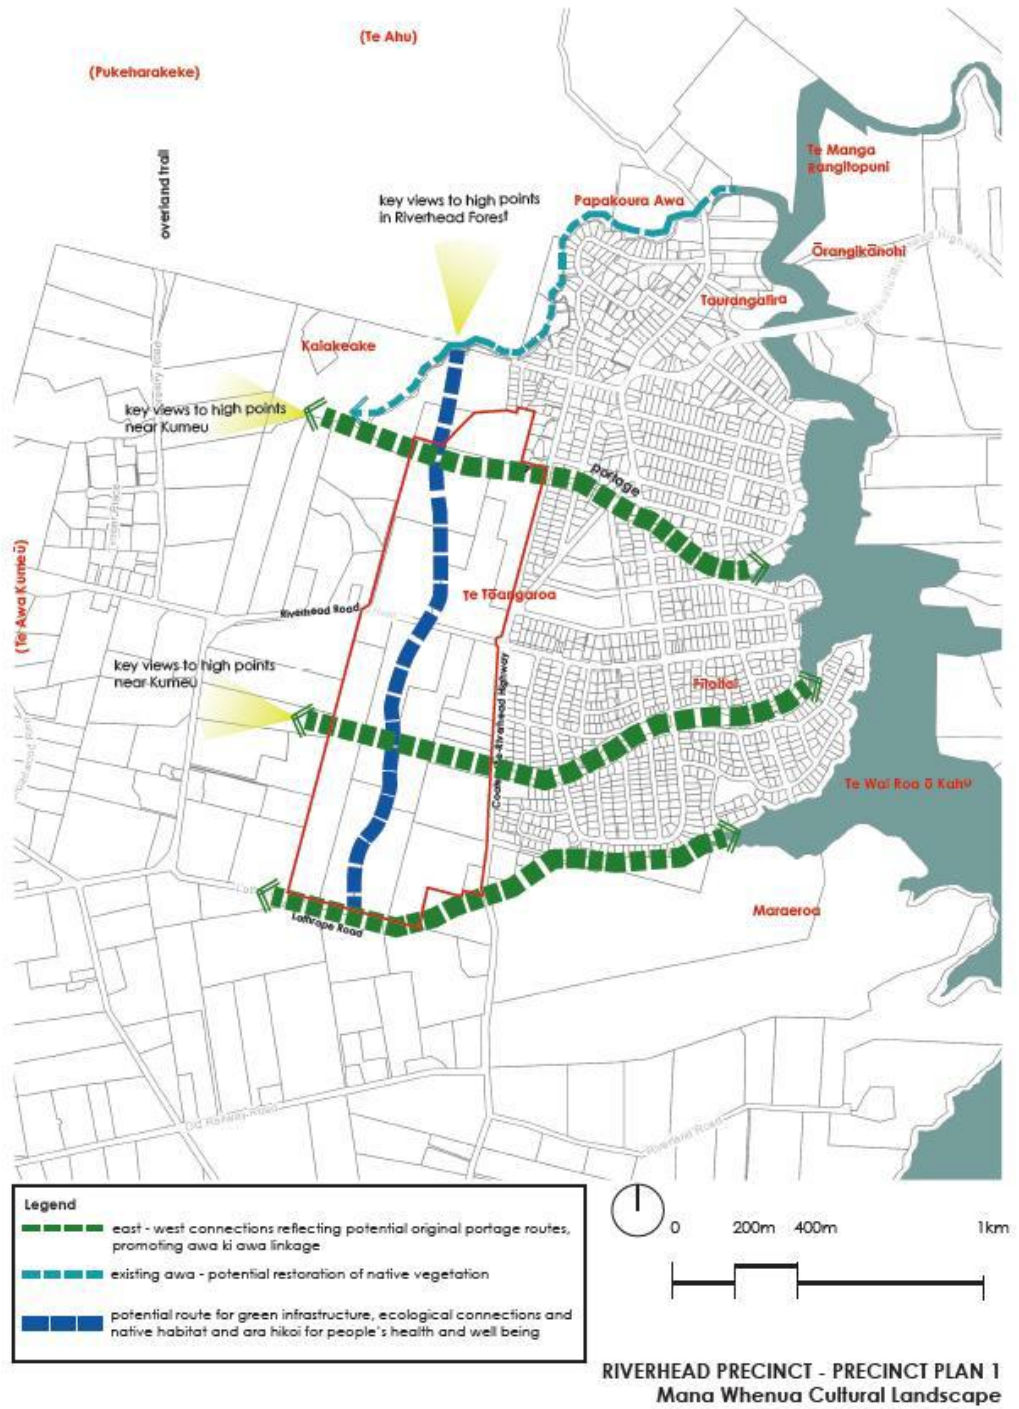 (Te Ahu)
(Pukeharakeke)
overland trail
Te Manga
Rangitopuni
key views to high points
in Riverhead Forest
Papakoura Awa
Ōrangikānohi
Taurangatira
Kaiakeake
key views to high points
near Kumeu
portage
(Te Awa Kumeū)
Te Tōangaroa
Riverhead Road
key views to high points
near Kumeu
Coatesville-Riverhead Highway
Pītoitoi
Te Wai Roa ō Kahu
Maraeroa
Lathrope Road
Old Railway Road
Riverland Road
Legend
east - west connections reflecting potential original portage routes,
promoting awa ki awa linkage
existing awa - potential restoration of native vegetation
potential route for green infrastructure, ecological connections and
native habitat and ara hikoi for people's health and well being
0 200m 400m 1km
RIVERHEAD PRECINCT - PRECINCT PLAN 1
Mana Whenua Cultural Landscape